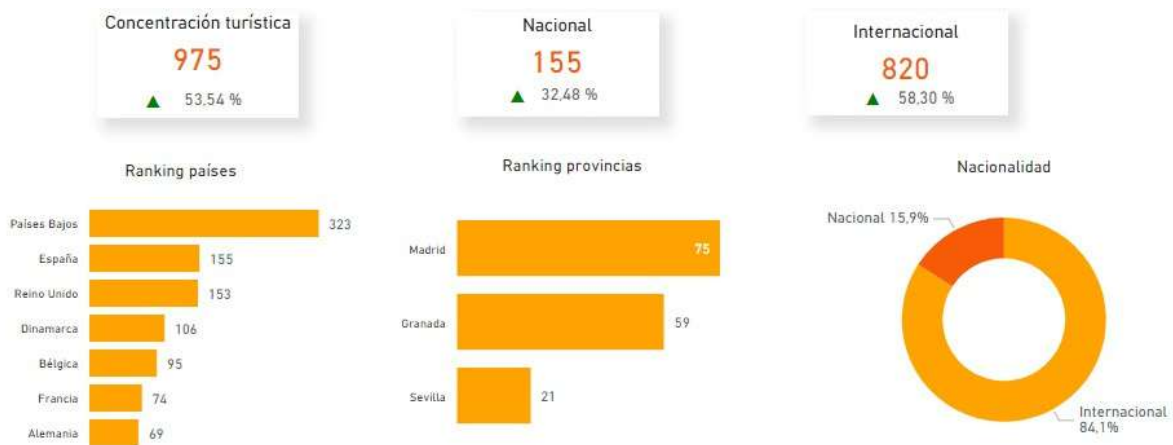 Concentración turística
975
▲ 53,54 %
Nacional
155
▲ 32,48 %
Internacional
820
▲ 58,30 %
Ranking países
Países Bajos 323
España 155
Reino Unido 153
Dinamarca 106
Bélgica 95
Francia 74
Alemania 69
Ranking provincias
Madrid 75
Granada 59
Sevilla 21
Nacionalidad
Nacional 15,9%
Internacional
84,1%